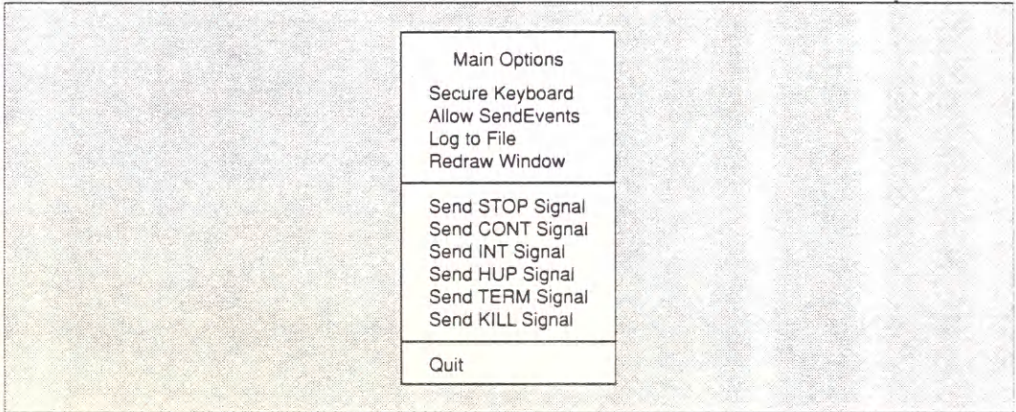 Main Options
Secure Keyboard
Allow SendEvents
Log to File
Redraw Window
Send STOP Signal
Send CONT Signal
Send INT Signal
Send HUP Signal
Send TERM Signal
Send KILL Signal
Quit